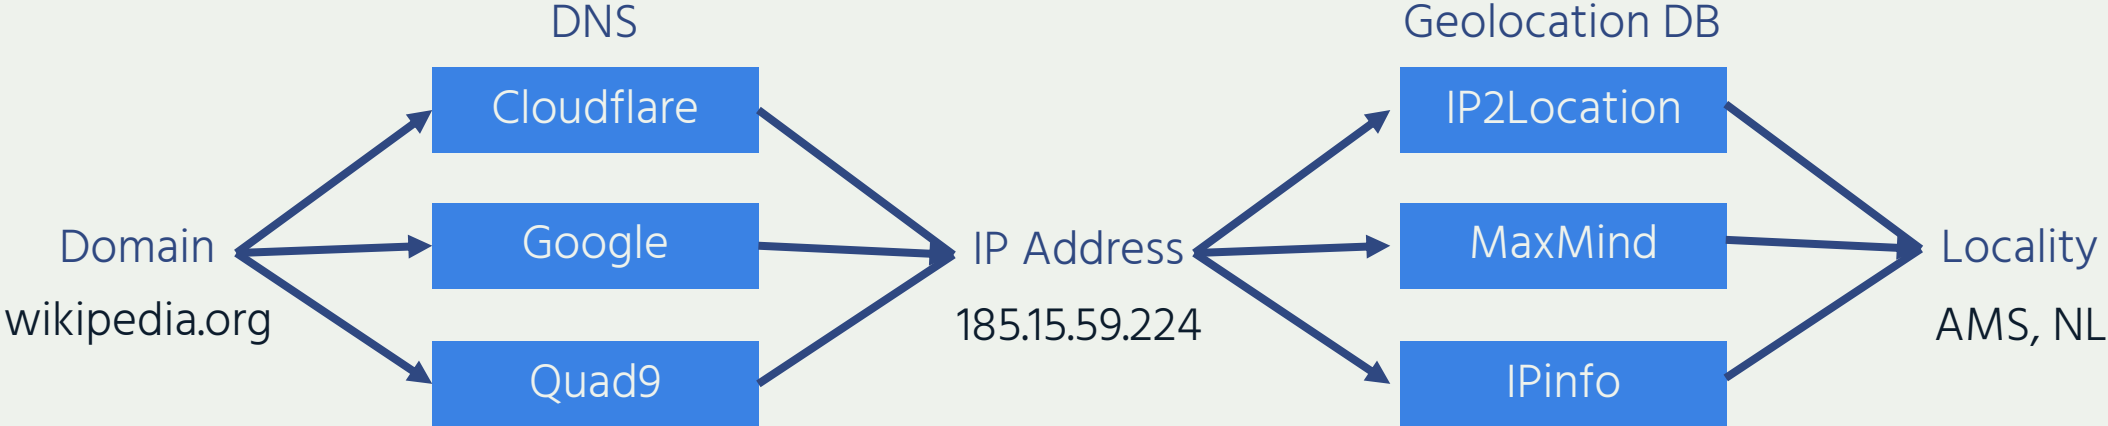 DNS
Geolocation DB
Cloudflare
IP2Location
Domain
Google
IP Address
MaxMind
Locality
wikipedia.org
185.15.59.224
AMS, NL
Quad9
IPinfo